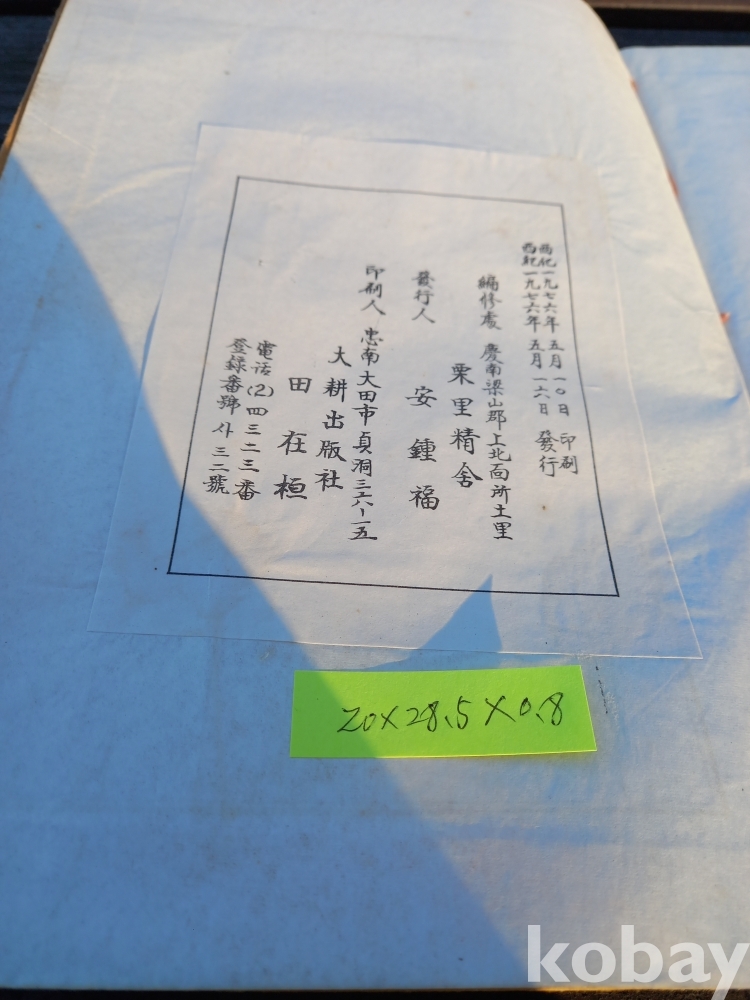 西紀一九七六年 五月 一〇日 印刷
西紀一九七六年 五月 一六日 發行
編修處 慶南梁山郡上北面所土里
栗里精舍
發行人 安鍾福
印刷人 忠南大田市貞洞三六-一五
大耕出版社
田在桓
電话(2)四三二三番
登録番號 사 三二號
20×28.5×0.8
kobay